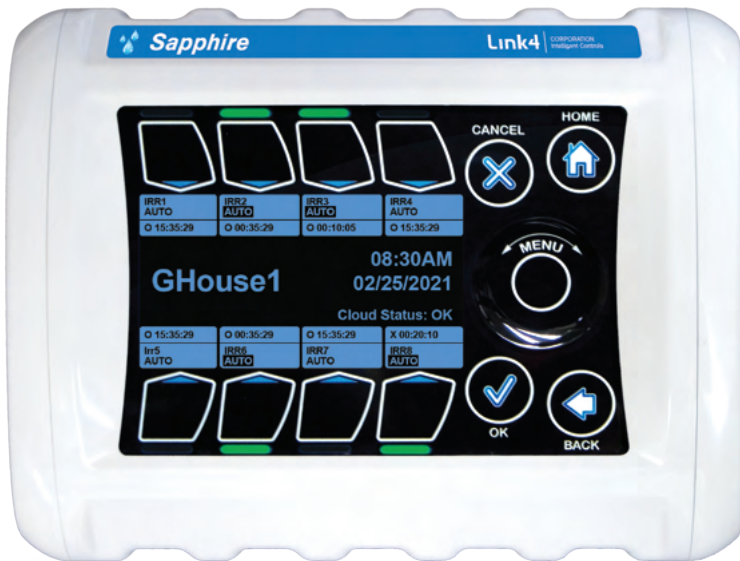 Sapphire
Link4 CORPORATION
Intelligent Controls
HOME
CANCEL
IRR1 IRR2 IRR3 IRR4
AUTO AUTO AUTO AUTO
O 15:35:29 O 00:35:29 O 00:10:05 O 15:35:29
MENU
08:30AM
GHouse1 02/25/2021
Cloud Status: OK
O 15:35:29 O 00:35:29 O 15:35:29 X 00:20:10
Irr5 IRR6 IRR7 IRR8
AUTO AUTO AUTO AUTO
OK
BACK